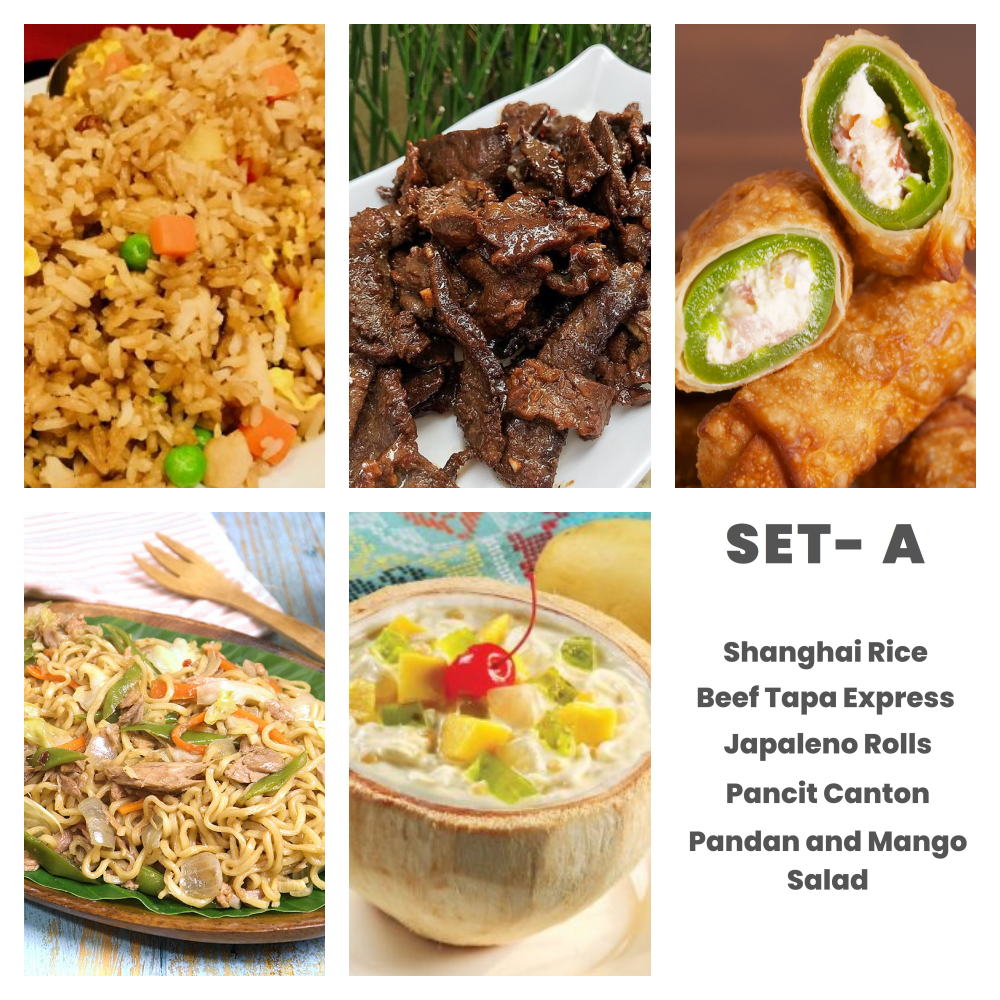 SET- A
Shanghai Rice
Beef Tapa Express
Japaleno Rolls
Pancit Canton
Pandan and Mango
Salad